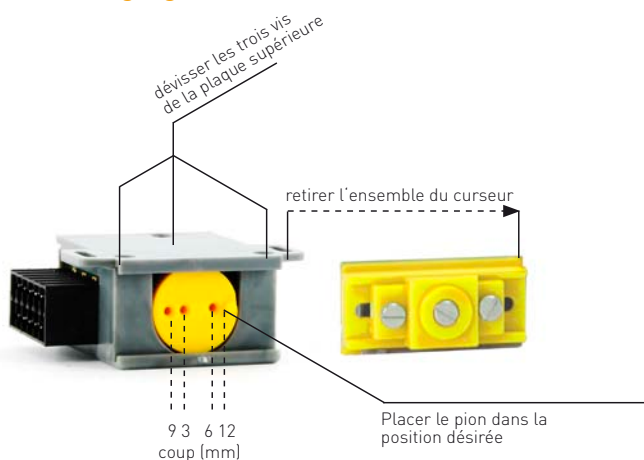 dévisser les trois vis
de la plaque supérieure
retirer l'ensemble du curseur
9 3 6 12
coup (mm)
Placer le pion dans la
position désirée